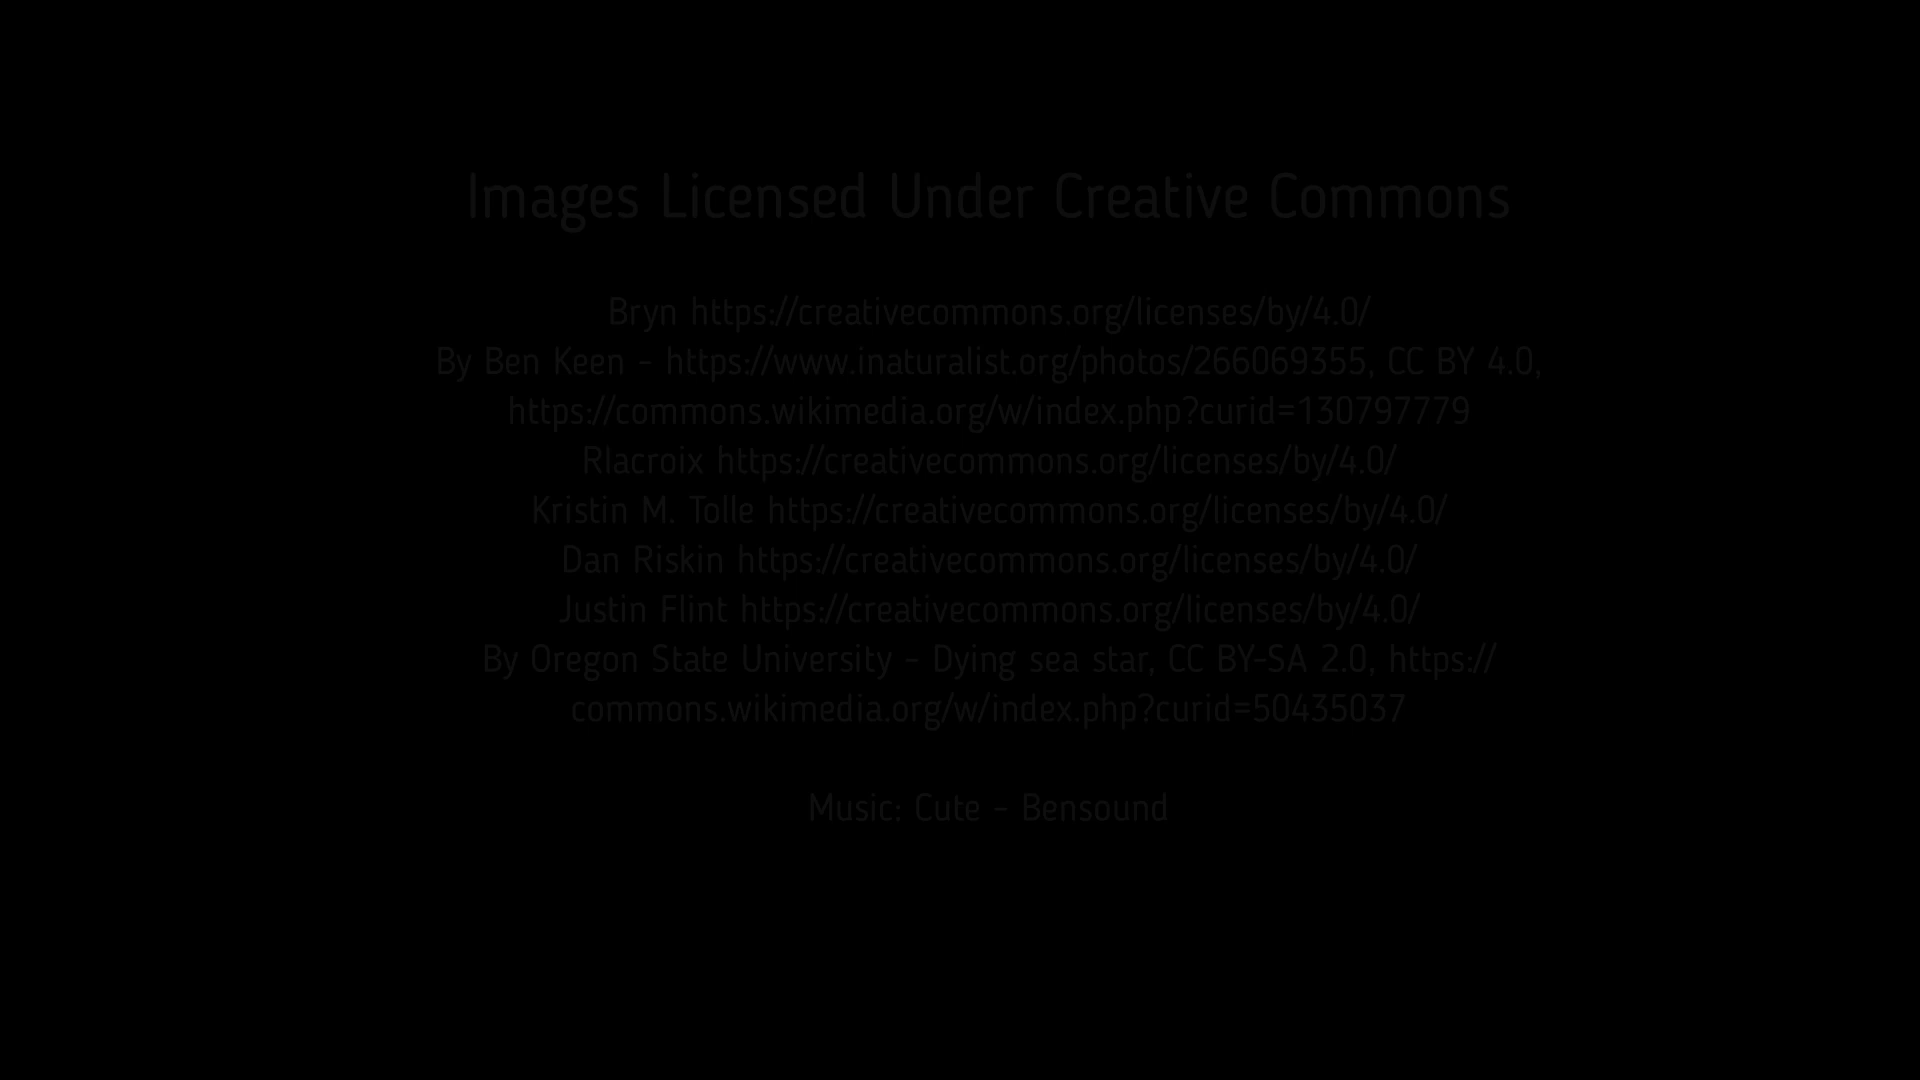 Images Licensed Under Creative Commons
Bryn https://creativecommons.org/licenses/by/4.0/
By Ben Keen - https://www.inaturalist.org/photos/266069355, CC BY 4.0,
https://commons.wikimedia.org/w/index.php?curid=130797779
Rlacroix https://creativecommons.org/licenses/by/4.0/
Kristin M. Tolle https://creativecommons.org/licenses/by/4.0/
Dan Riskin https://creativecommons.org/licenses/by/4.0/
Justin Flint https://creativecommons.org/licenses/by/4.0/
By Oregon State University - Dying sea star, CC BY-SA 2.0, https://
commons.wikimedia.org/w/index.php?curid=50435037
Music: Cute - Bensound